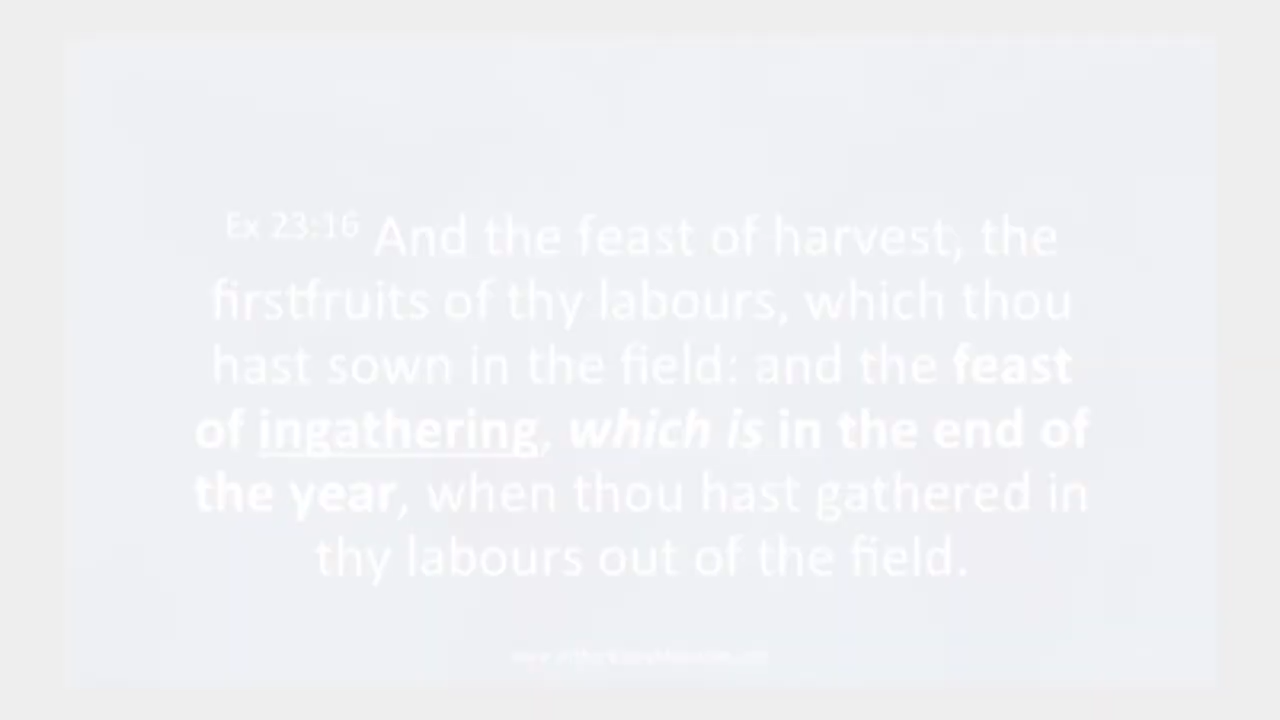 Ex 23:16 And the feast of harvest, the
firstfruits of thy labours, which thou
hast sown in the field: and the feast
of ingathering, which is in the end of
the year, when thou hast gathered in
thy labours out of the field.